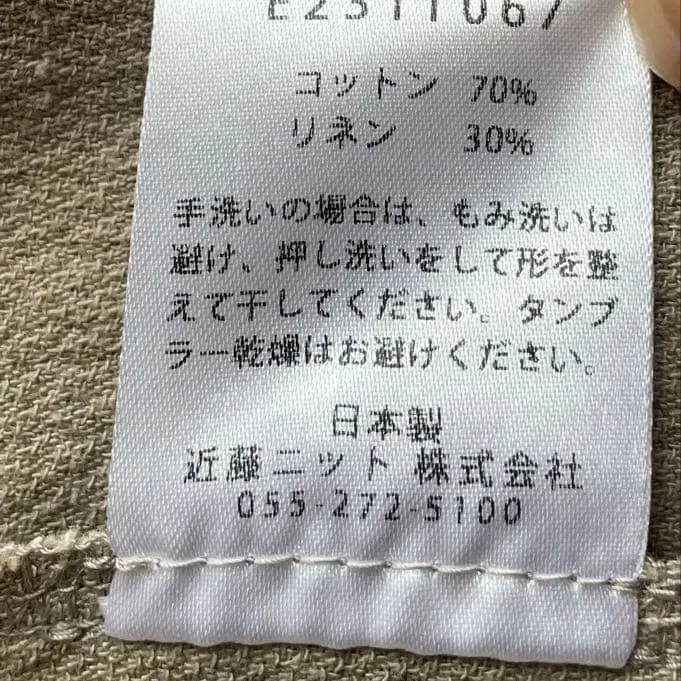 E2311067
コットン 70%
リネン 30%
手洗いの場合は、もみ洗いは
避け、押し洗いをして形を整
えて干してください。タンブ
ラー乾燥はお避けください。
日本製
近藤ニット 株式会社
055-272-5100